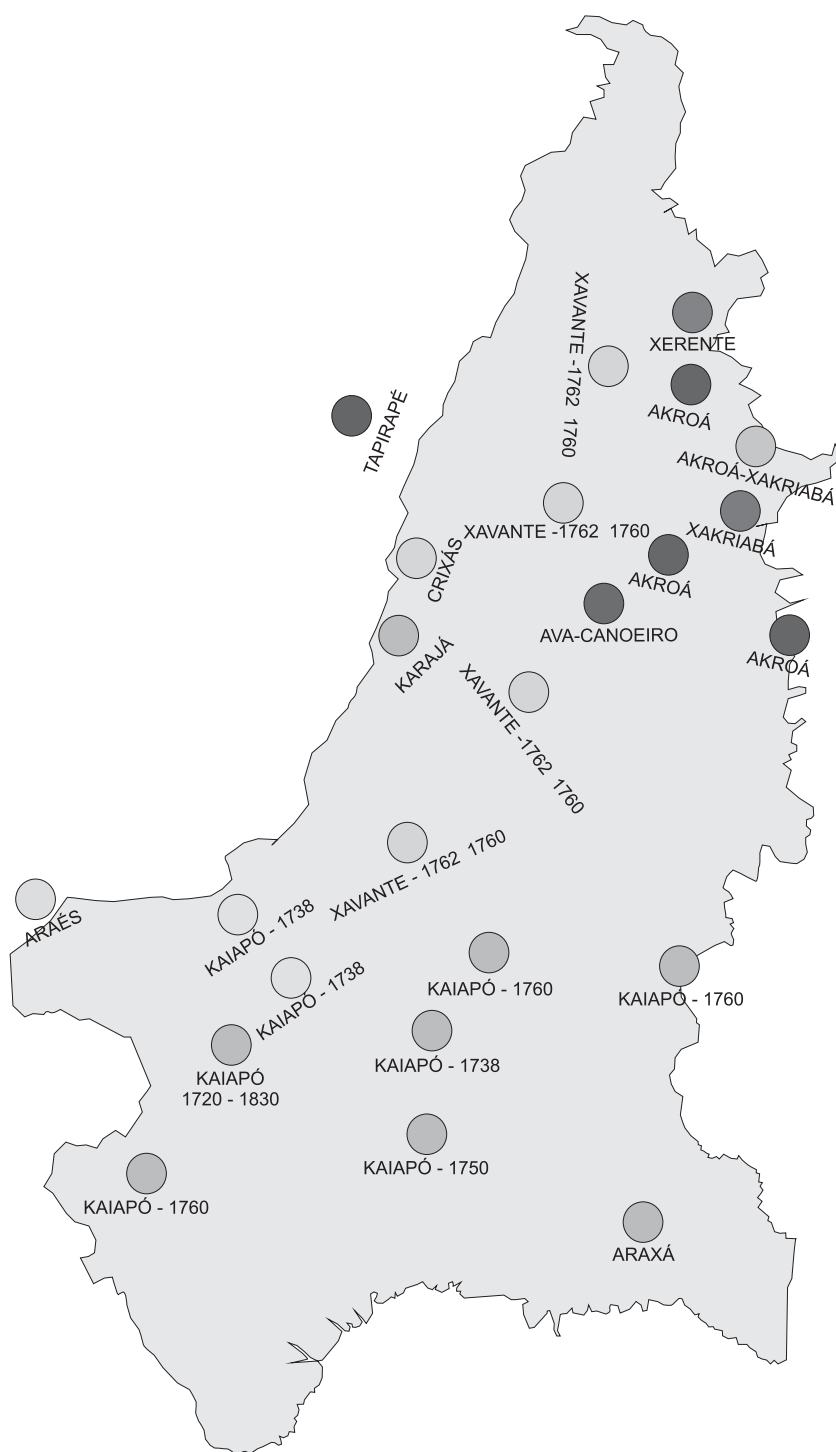 XAVANTE -1762  1760
XERENTE
AKROÁ
TAPIRAPÉ
AKROÁ-XAKRIABÁ
XAVANTE -1762  1760
XAKRIABÁ
CRIXÁS
AKROÁ
AVA-CANOEIRO
AKROÁ
KARAJÁ
XAVANTE -1762  1760
XAVANTE - 1762  1760
ARAÉS
KAIAPÓ - 1738
KAIAPÓ - 1738
KAIAPÓ - 1760
KAIAPÓ - 1760
KAIAPÓ - 1738
KAIAPÓ
1720 - 1830
KAIAPÓ - 1750
KAIAPÓ - 1760
ARAXÁ